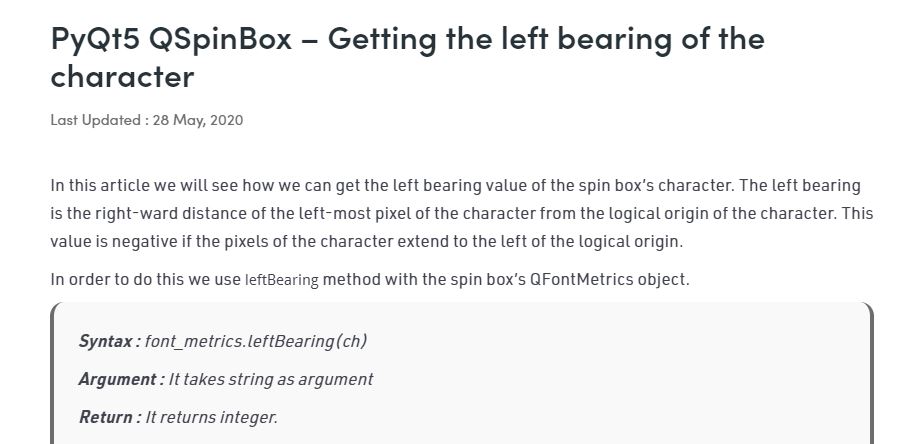 PyQt5 QSpinBox – Getting the left bearing of the
character
Last Updated : 28 May, 2020
In this article we will see how we can get the left bearing value of the spin box's character. The left bearing
is the right-ward distance of the left-most pixel of the character from the logical origin of the character. This
value is negative if the pixels of the character extend to the left of the logical origin.
In order to do this we use leftBearing method with the spin box's QFontMetrics object.
Syntax : font_metrics.leftBearing(ch)
Argument : It takes string as argument
Return : It returns integer.